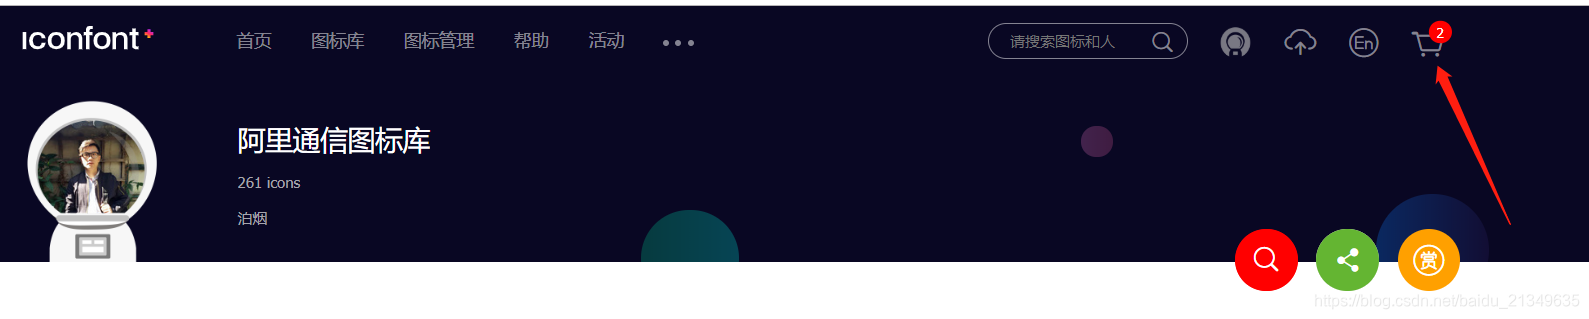 iconfont+
首页 图标库 图标管理 帮助 活动 ••• 请搜索图标和人 En 2
阿里通信图标库
261 icons
泊烟
赏
https://blog.csdn.net/baidu_21349635